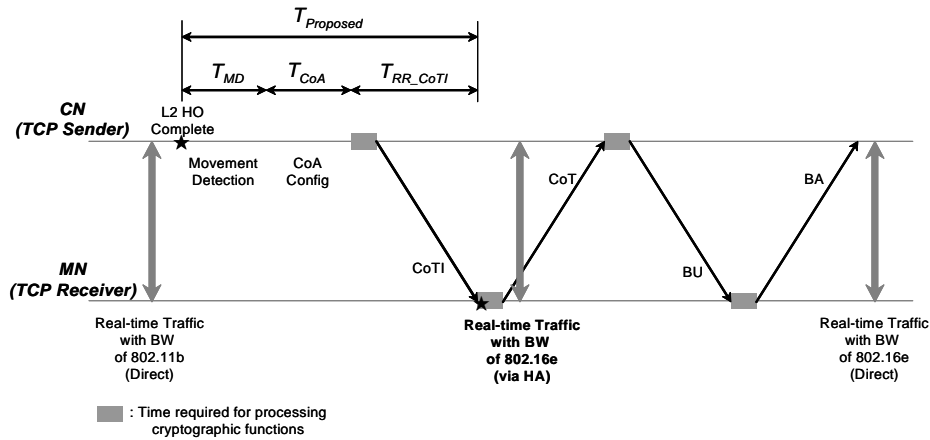 T_Proposed
T_MD
T_CoA
T_RR_CoTI
CN
(TCP Sender)
L2 HO
Complete
Movement
Detection
CoA
Config
CoT
BA
CoTI
BU
MN
(TCP Receiver)
Real-time Traffic
with BW
of 802.11b
(Direct)
Real-time Traffic
with BW
of 802.16e
(via HA)
Real-time Traffic
with BW
of 802.16e
(Direct)
: Time required for processing
cryptographic functions